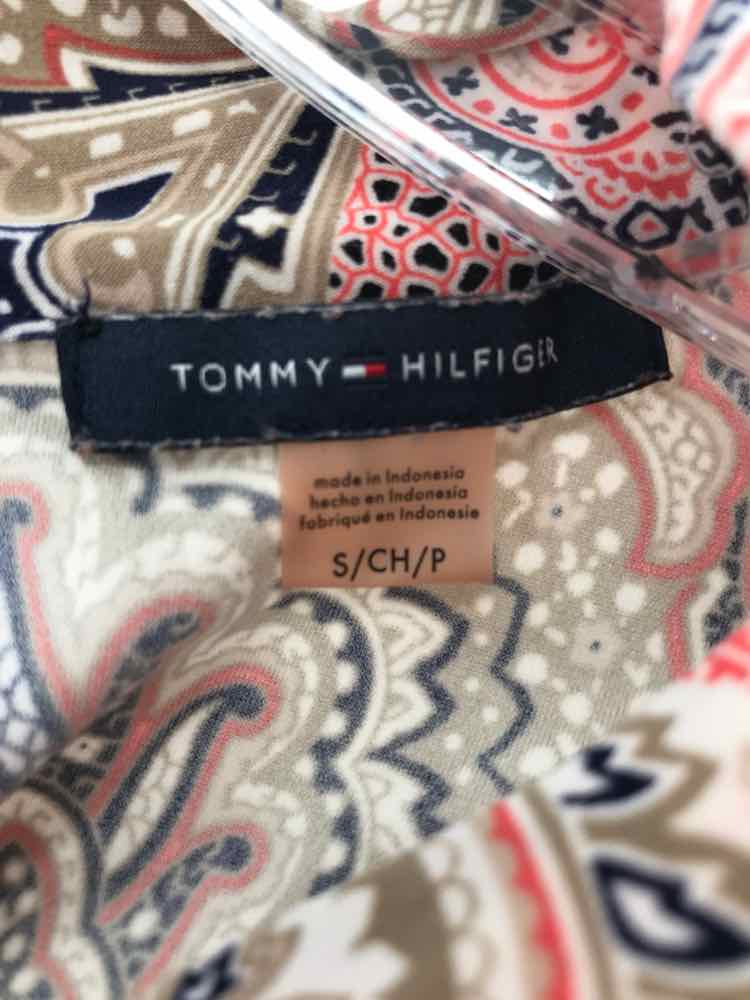 TOMMY HILFIGER
made in Indonesia
hecho en Indonesia
fabriqué en Indonesie
S/CH/P